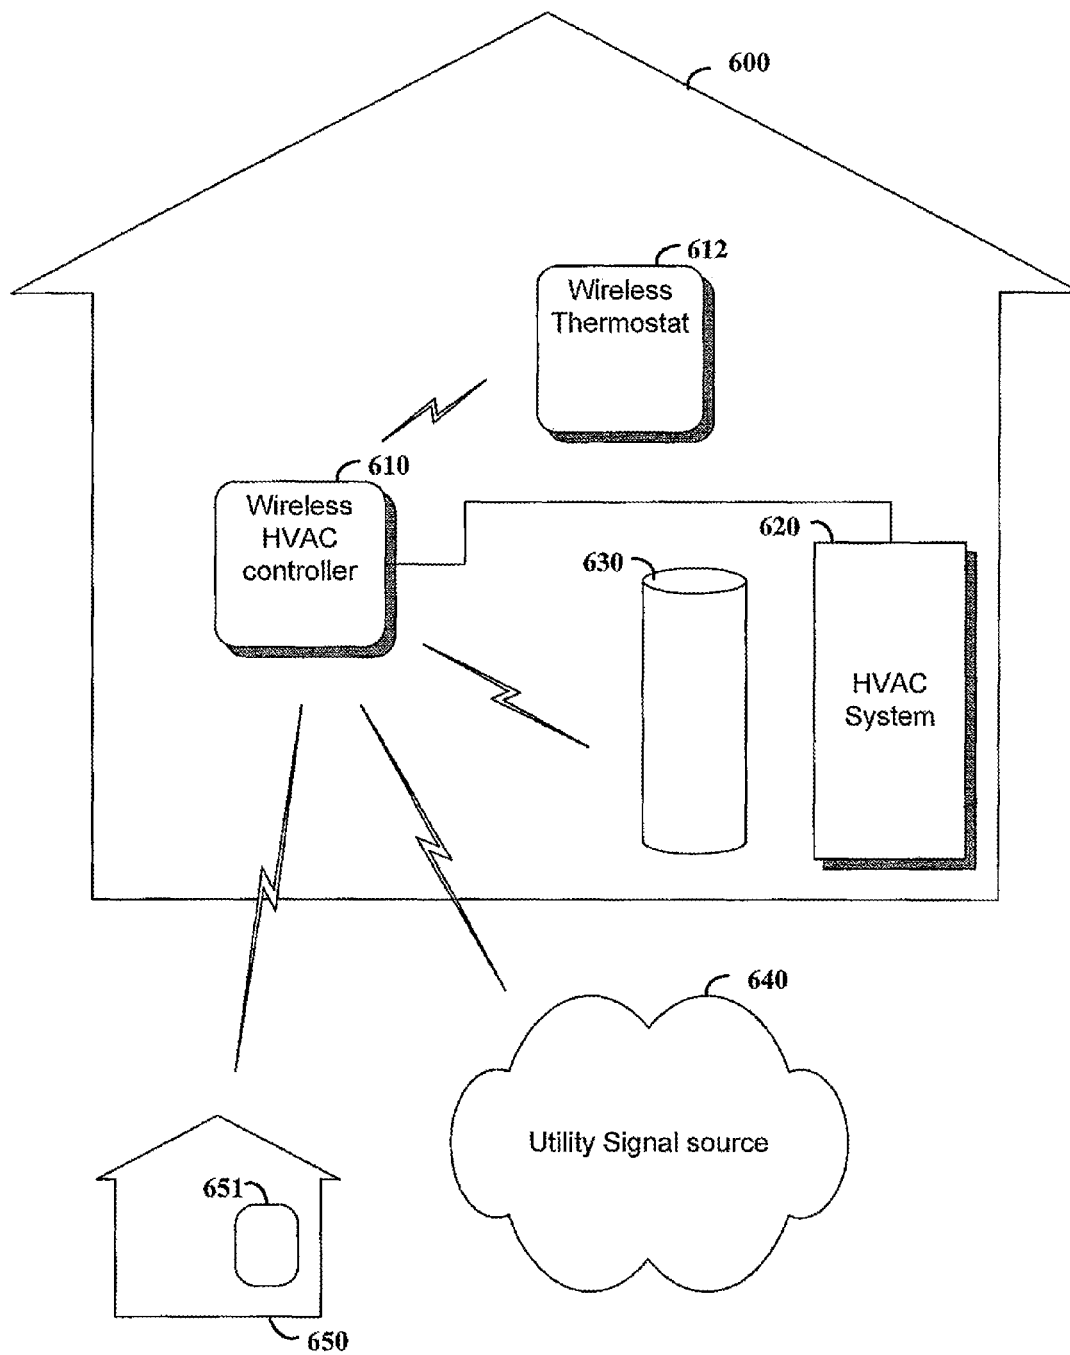 600
612
Wireless
Thermostat
610
Wireless
HVAC
controller
620
630
HVAC
System
640
Utility Signal source
651
650